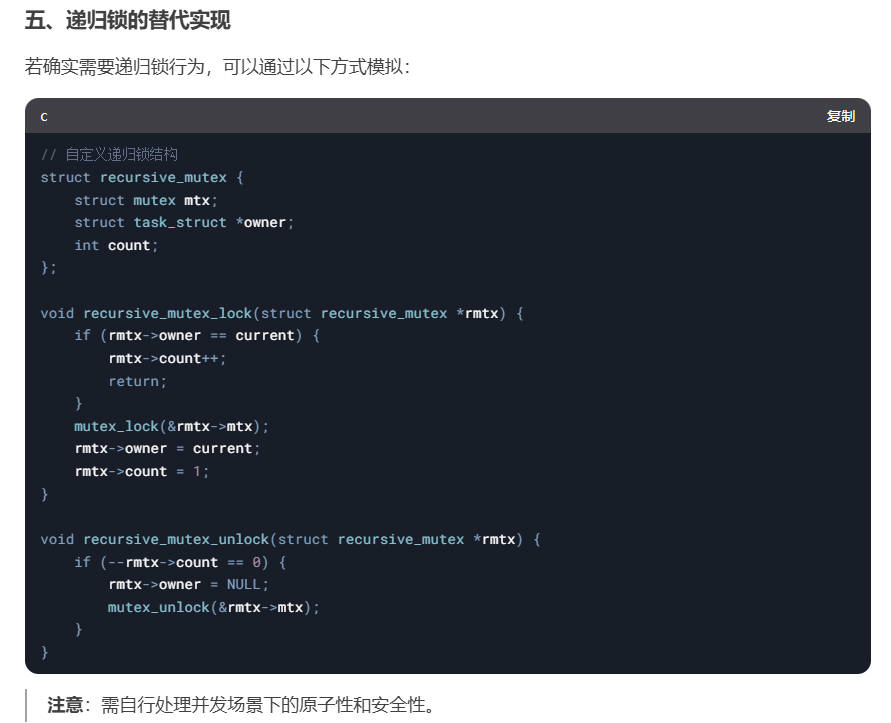 五、递归锁的替代实现
若确实需要递归锁行为，可以通过以下方式模拟：
c 复制
// 自定义递归锁结构
struct recursive_mutex {
    struct mutex mtx;
    struct task_struct *owner;
    int count;
};

void recursive_mutex_lock(struct recursive_mutex *rmtx) {
    if (rmtx->owner == current) {
        rmtx->count++;
        return;
    }
    mutex_lock(&rmtx->mtx);
    rmtx->owner = current;
    rmtx->count = 1;
}

void recursive_mutex_unlock(struct recursive_mutex *rmtx) {
    if (--rmtx->count == 0) {
        rmtx->owner = NULL;
        mutex_unlock(&rmtx->mtx);
    }
}
注意：需自行处理并发场景下的原子性和安全性。